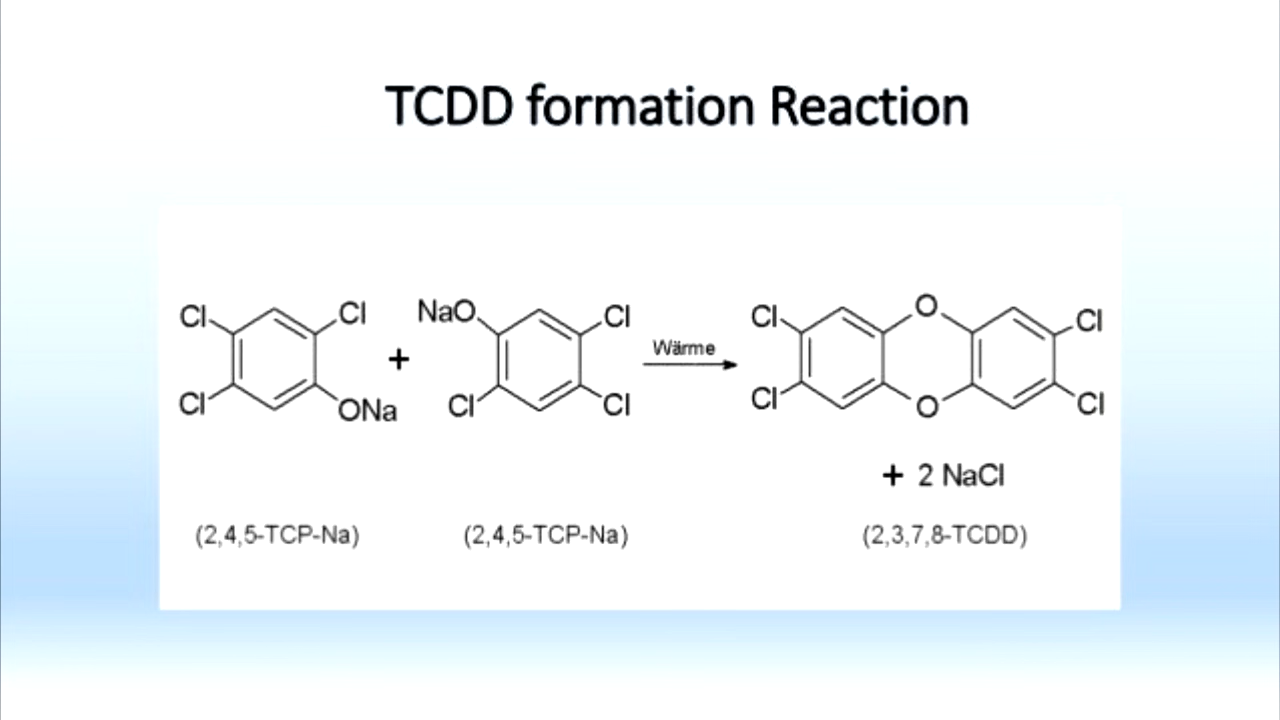 TCDD formation Reaction
Cl Cl NaO Cl Wärme Cl O Cl
+
Cl ONa Cl Cl Cl O Cl
+ 2 NaCl
(2,4,5-TCP-Na) (2,4,5-TCP-Na) (2,3,7,8-TCDD)